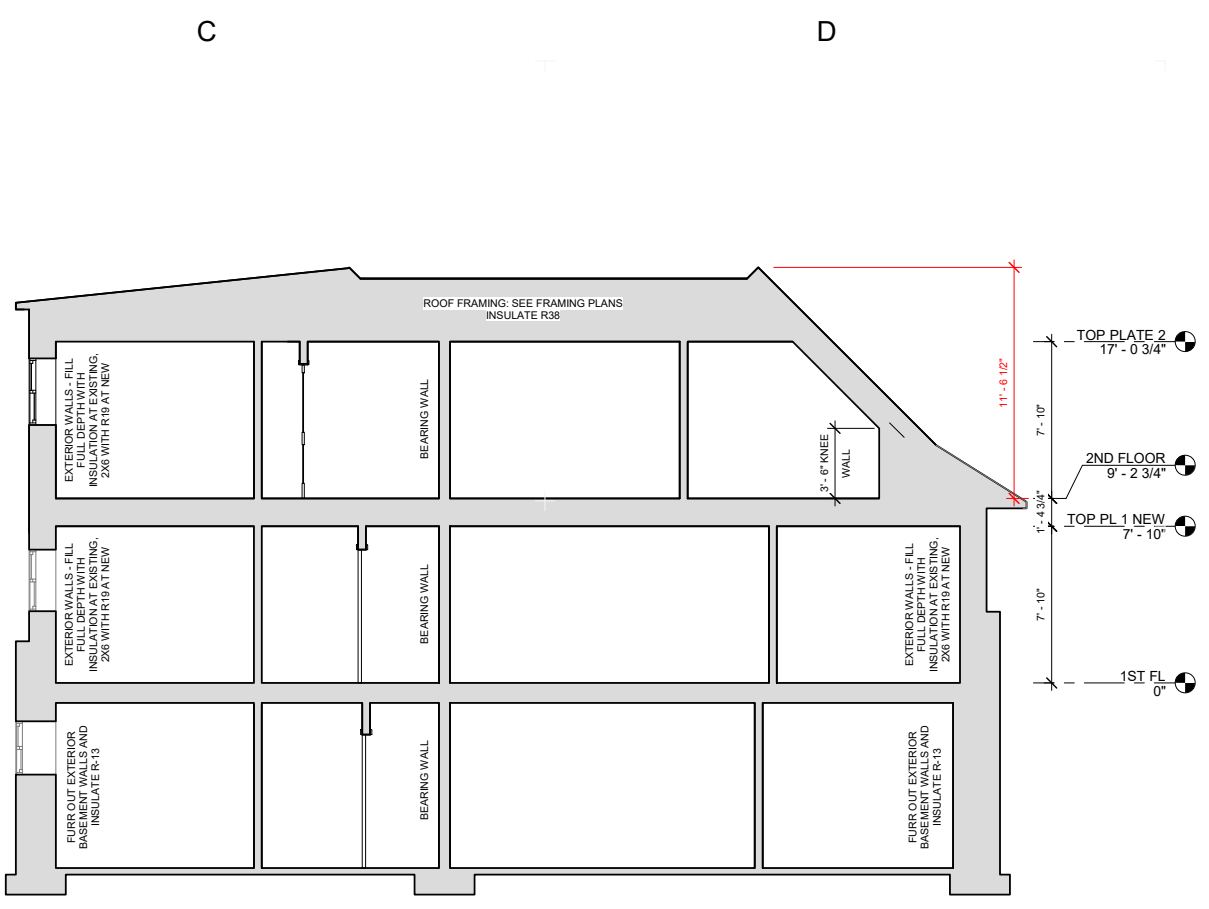 C
D
ROOF FRAMING: SEE FRAMING PLANS
INSULATE R38
EXTERIOR WALLS - FILL
FULL DEPTH WITH
INSULATION AT EXISTING,
2X6 WITH R19 AT NEW
BEARING WALL
3' - 6" KNEE
WALL
11' - 6 1/2"
7' - 10"
TOP PLATE 2
17' - 0 3/4"
2ND FLOOR
9' - 2 3/4"
1' - 4 3/4"
TOP PL 1 NEW
7' - 10"
EXTERIOR WALLS - FILL
FULL DEPTH WITH
INSULATION AT EXISTING,
2X6 WITH R19 AT NEW
BEARING WALL
EXTERIOR WALLS - FILL
FULL DEPTH WITH
INSULATION AT EXISTING,
2X6 WITH R19 AT NEW
7' - 10"
1ST FL
0"
FURR OUT EXTERIOR
BASEMENT WALLS AND
INSULATE R-13
BEARING WALL
FURR OUT EXTERIOR
BASEMENT WALLS AND
INSULATE R-13